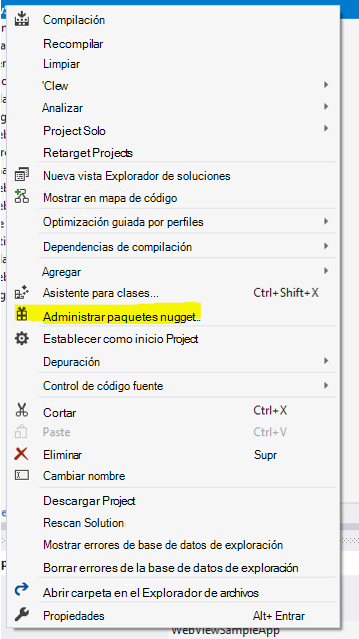 Compilación
Recompilar
Limpiar
'Clew
Analizar
Project Solo
Retarget Projects
Nueva vista Explorador de soluciones
Mostrar en mapa de código
Optimización guiada por perfiles
Dependencias de compilación
Agregar
Asistente para clases... Ctrl+Shift+X
Administrar paquetes nugget...
Establecer como inicio Project
Depuración
Control de código fuente
Cortar Ctrl+X
Paste Ctrl+V
Eliminar Supr
Cambiar nombre
Descargar Project
Rescan Solution
Mostrar errores de base de datos de exploración
Borrar errores de la base de datos de exploración
Abrir carpeta en el Explorador de archivos
Propiedades Alt+ Entrar
WebViewSampleApp